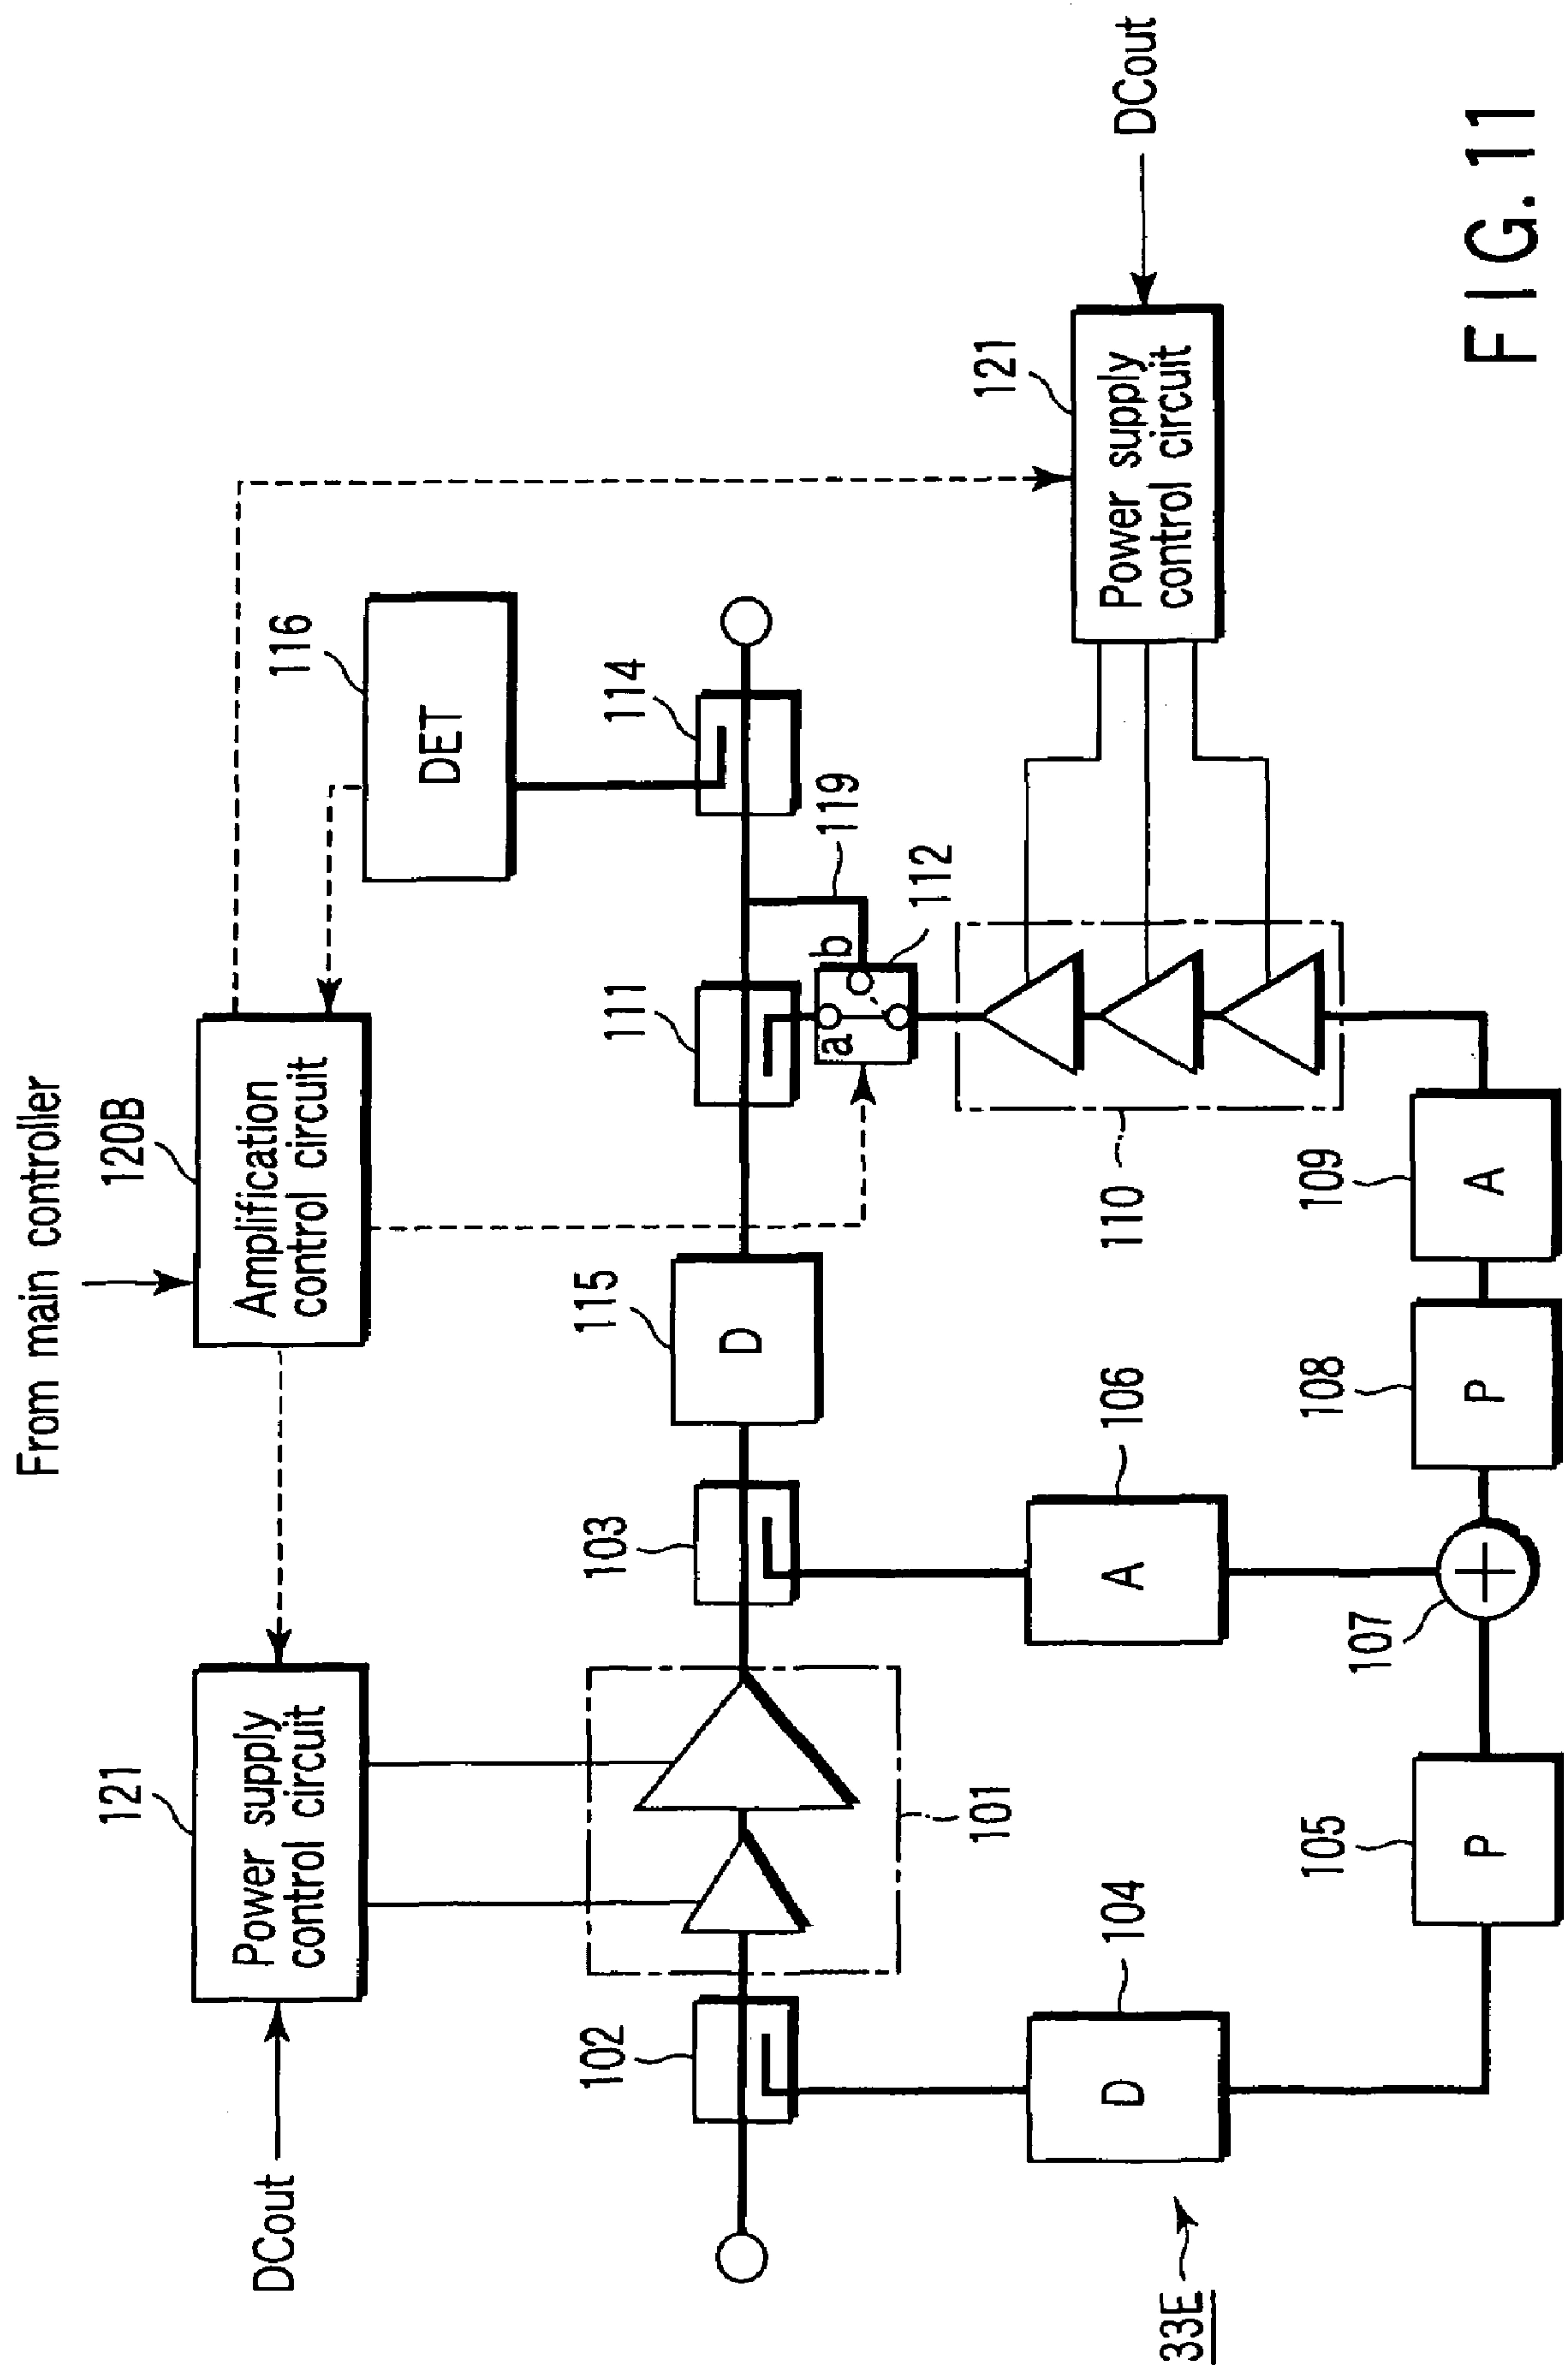 From main controller
DCout
121
Power supply
control circuit
120B
Amplification
control circuit
116
DET
102
101
103
115
D
111
114
a
b
119
112
121
Power supply
control circuit
DCout
104
D
106
A
110
105
P
107
108
P
109
A
33E
FIG. 11